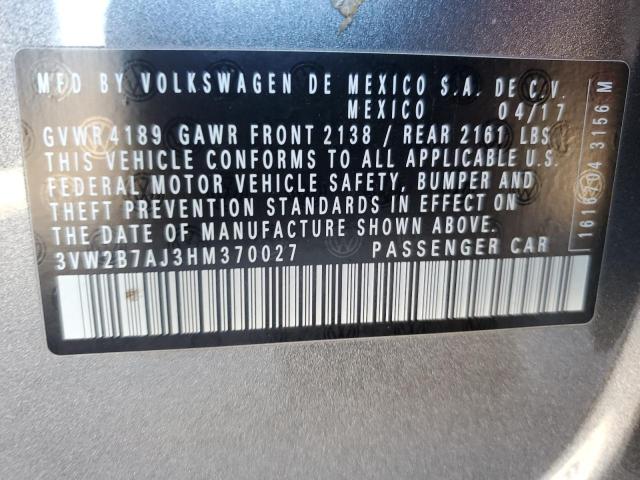 MFD BY VOLKSWAGEN DE MEXICO S.A. DE C.V.
MEXICO 04/17
GVWR 4189 GAWR FRONT 2138 / REAR 2161 LBS
THIS VEHICLE CONFORMS TO ALL APPLICABLE U.S.
FEDERAL MOTOR VEHICLE SAFETY, BUMPER AND
THEFT PREVENTION STANDARDS IN EFFECT ON
THE DATE OF MANUFACTURE SHOWN ABOVE.
3VW2B7AJ3HM370027 PASSENGER CAR
3156 M